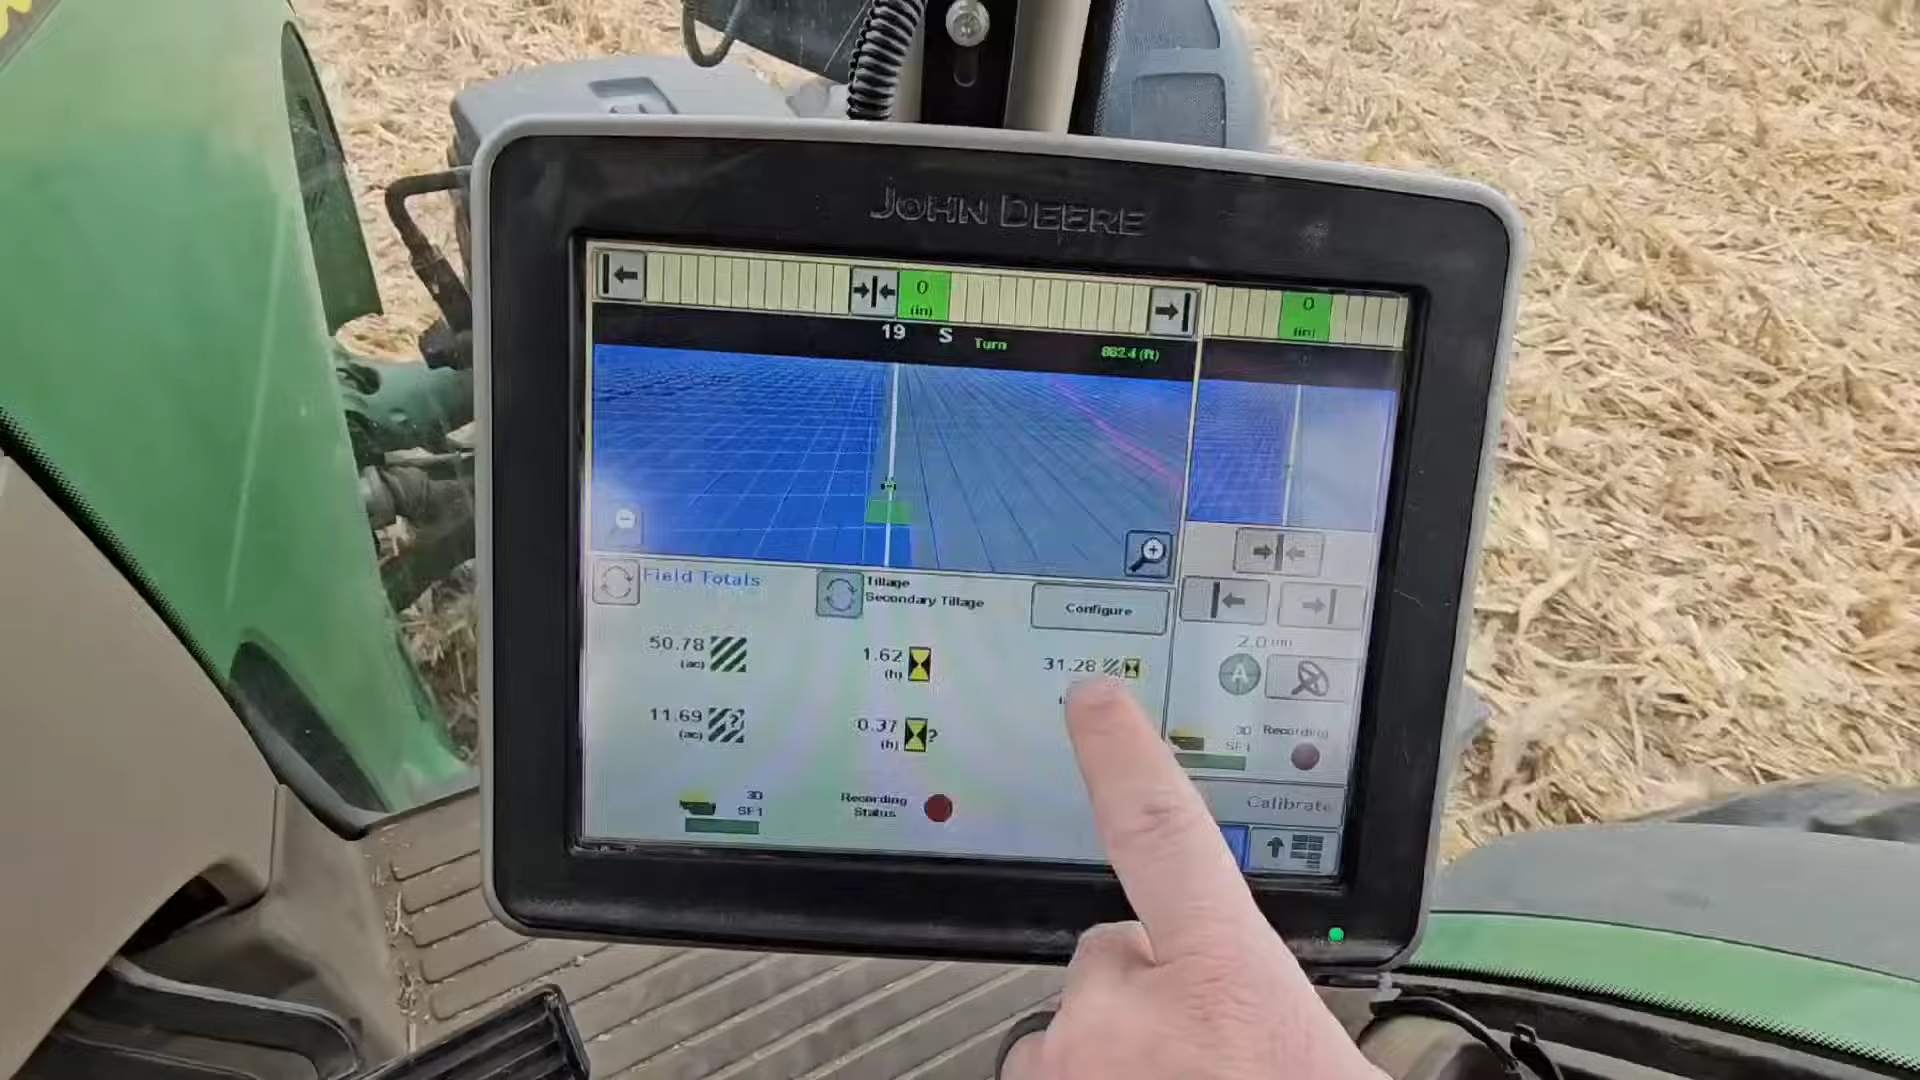 JOHN DEERE
0
(in)
0
(in)
19 S Turn 882.4 (ft)
Field Totals
Tillage
Secondary Tillage
Configure
50.78
(ac)
1.62
(h)
31.28
11.69
(ac)
0.37
(h)
?
3D
SF1
Recording
Status
2.0
A
3D
SF1
Recording
Calibrate